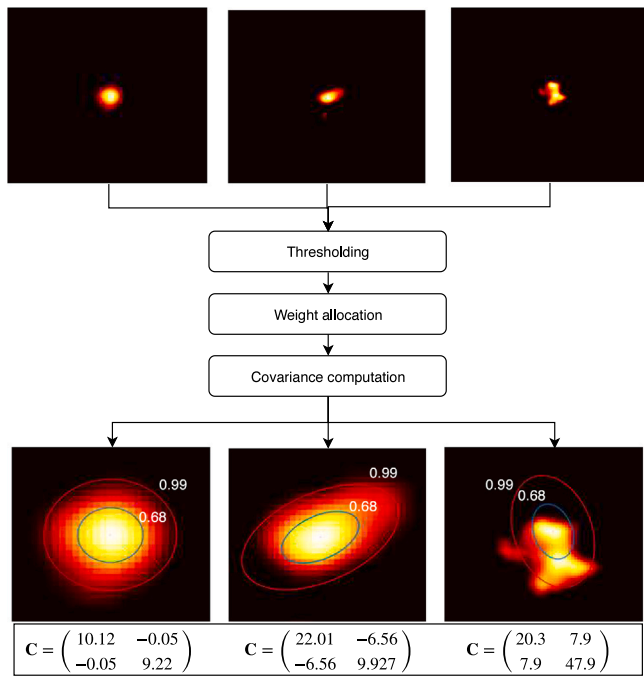 Thresholding
Weight allocation
Covariance computation
0.99
0.68
0.99
0.68
0.99
0.68
C = ( 10.12 −0.05
−0.05 9.22 )
C = ( 22.01 −6.56
−6.56 9.927 )
C = ( 20.3 7.9
7.9 47.9 )